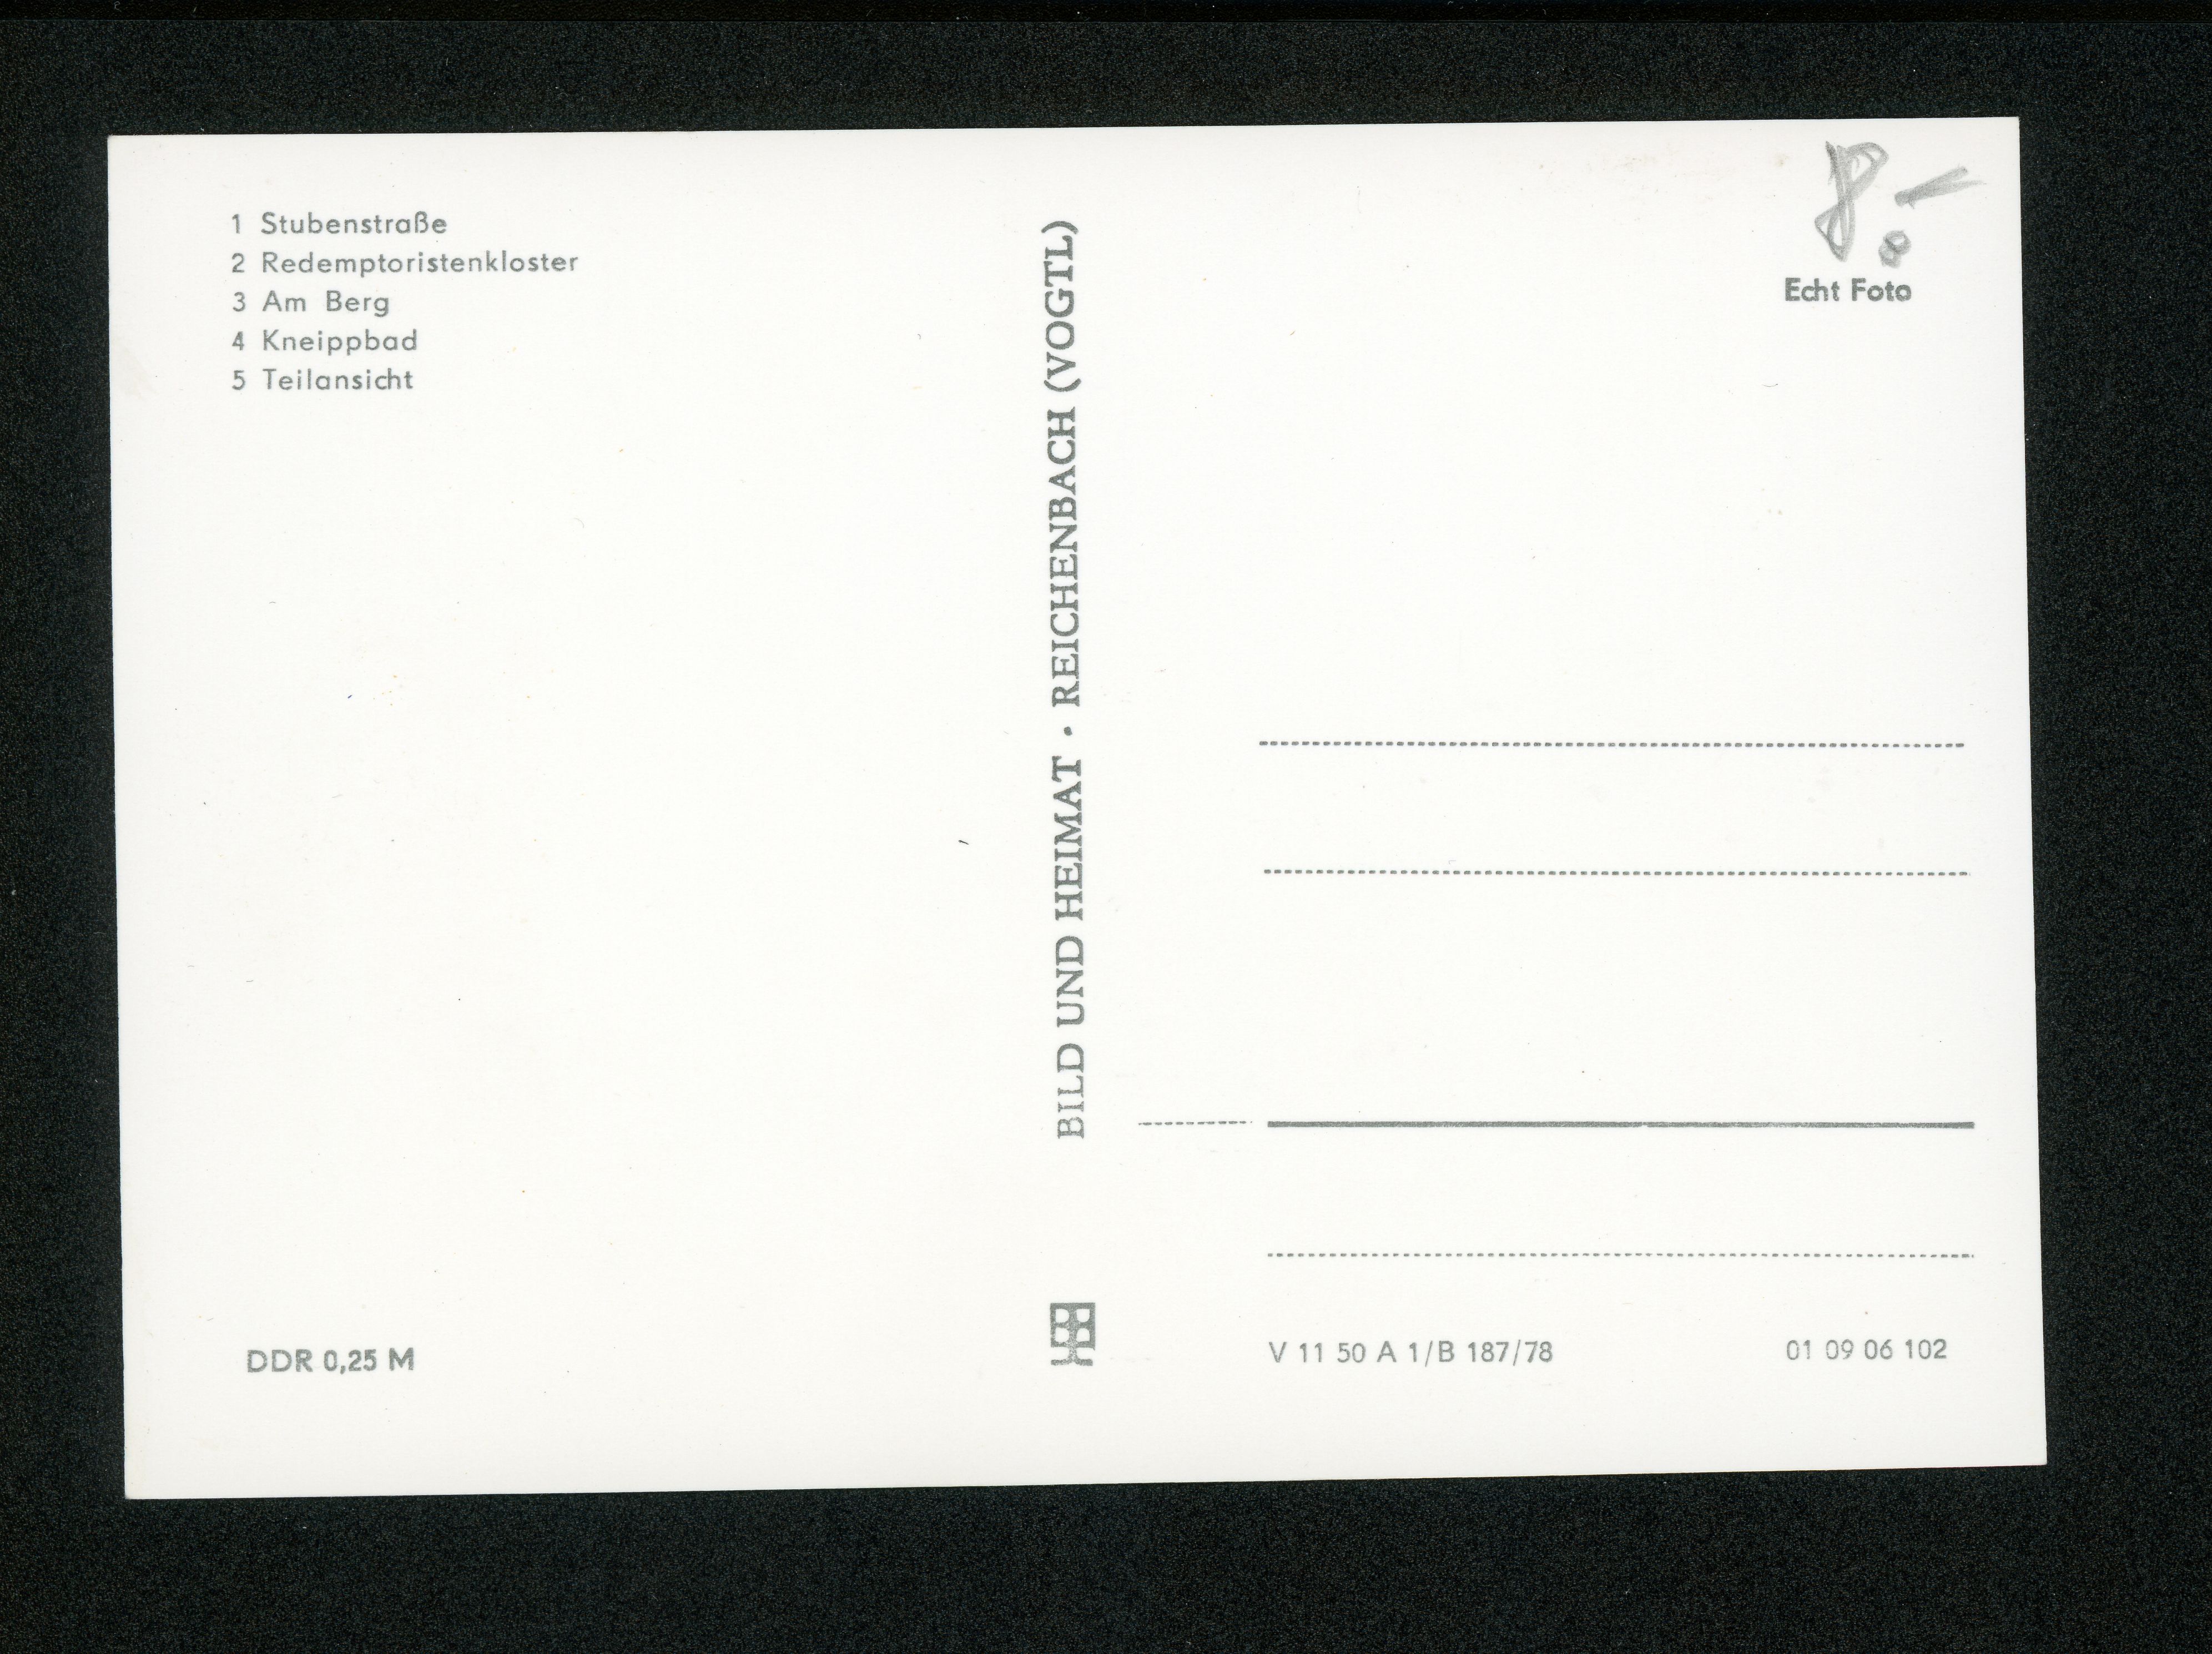 1 Stubenstraße
2 Redemptoristenkloster
3 Am Berg
4 Kneippbad
5 Teilansicht
DDR 0,25 M
BILD UND HEIMAT · REICHENBACH (VOGTL)
Echt Foto
V 11 50 A 1/B 187/78
01 09 06 102